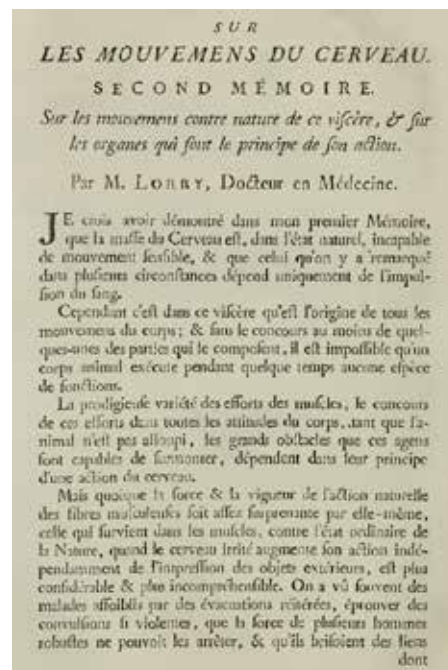 SUR
LES MOUVEMENS DU CERVEAU.
SECOND MÉMOIRE.
Sur les mouvemens contre nature de ce viscère, & sur
les organes qui sont le principe de son action.
Par M. LORRY, Docteur en Médecine.
JE crois avoir démontré dans mon premier Mémoire,
que la masse du Cerveau est, dans l'état naturel, incapable
de mouvement sensible, & que celui qu'on y a remarqué
dans plusieurs circonstances dépend uniquement de l'impul-
sion du sang.
Cependant c'est dans ce viscère qu'est l'origine de tous les
mouvemens du corps; & sans le concours au moins de quel-
ques-unes des parties qui le composent, il est impossible qu'un
corps animal exécute pendant quelque temps aucune espèce
de fonctions.
La prodigieuse variété des efforts des muscles, le concours
de ces efforts dans toutes les attitudes du corps, tant que l'a-
nimal n'est pas assoupi, les grands obstacles que ces agens
sont capables de surmonter, dépendent dans leur principe
d'une action du cerveau.
Mais quoique la force & la vigueur de l'action naturelle
des fibres musculeuses soit assez surprenante par elle-même,
celle qui survient dans les muscles, contre l'état ordinaire de
la Nature, quand le cerveau irrité augmente son action indé-
pendamment de l'impression des objets extérieurs, est plus
considérable & plus incompréhensible. On a vû souvent des
malades affoiblis par des évacuations réitérées, éprouver des
convulsions si violentes, que la force de plusieurs hommes
robustes ne pouvoit les arrêter, & qu'ils brisoient des liens
dont